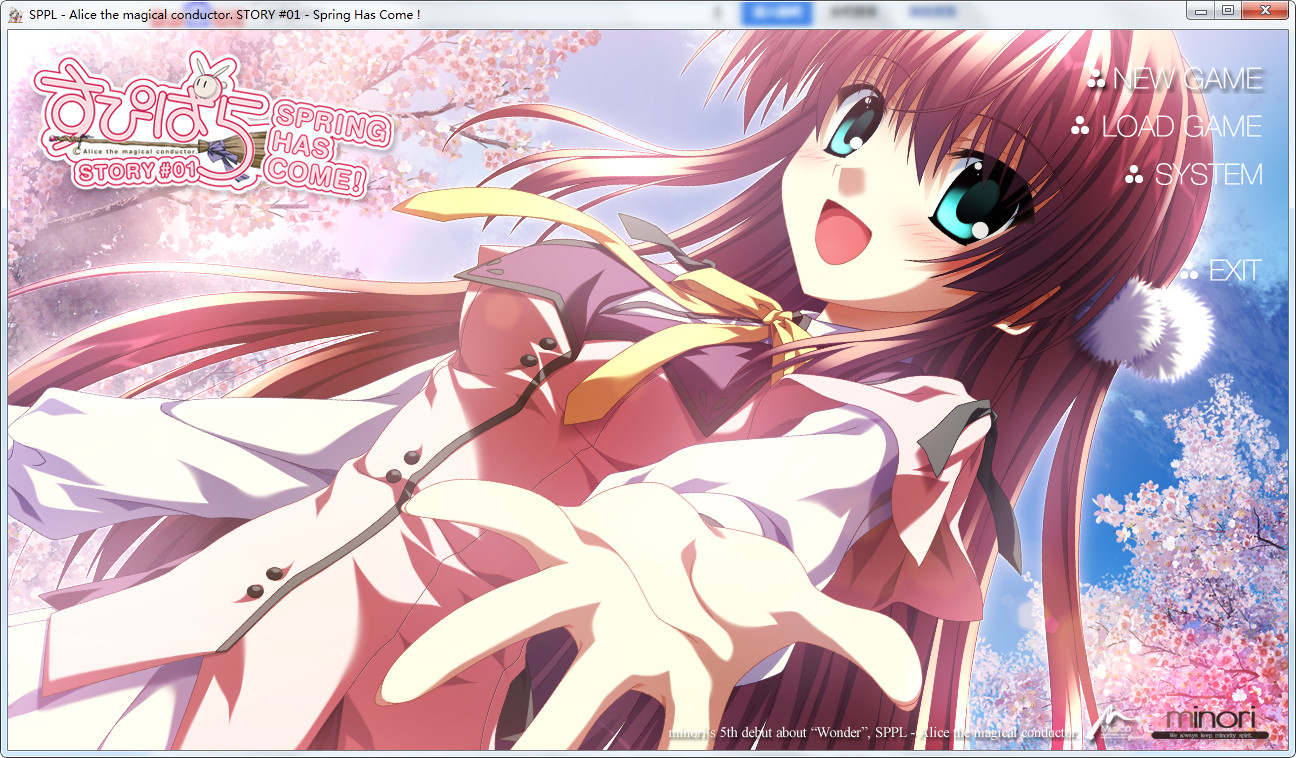 SPPL - Alice the magical conductor. STORY #01 - Spring Has Come !
すぴぱら
Alice the magical conductor.
STORY #01
SPRING
HAS
COME!
NEW GAME
LOAD GAME
SYSTEM
EXIT
minori's 5th debut about “Wonder”, SPPL - Alice the magical conductor.
minori
We always keep minority spirit.